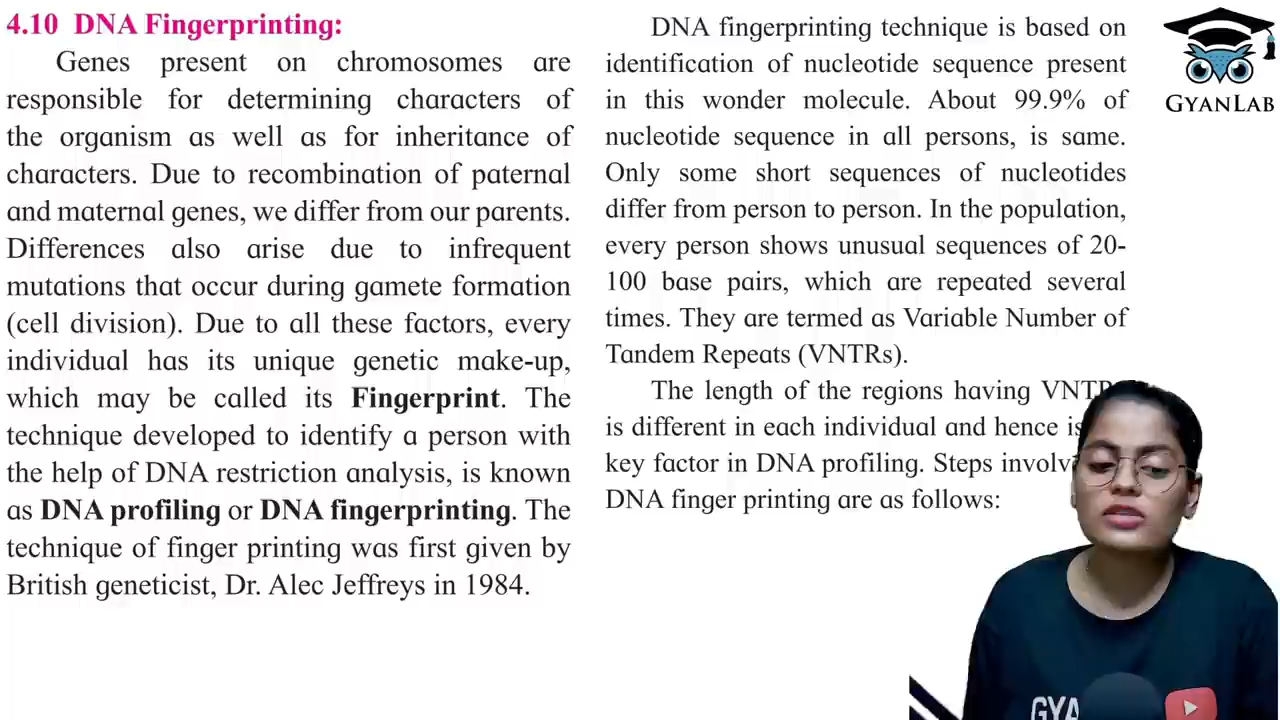 4.10 DNA Fingerprinting:
Genes present on chromosomes are
responsible for determining characters of
the organism as well as for inheritance of
characters. Due to recombination of paternal
and maternal genes, we differ from our parents.
Differences also arise due to infrequent
mutations that occur during gamete formation
(cell division). Due to all these factors, every
individual has its unique genetic make-up,
which may be called its Fingerprint. The
technique developed to identify a person with
the help of DNA restriction analysis, is known
as DNA profiling or DNA fingerprinting. The
technique of finger printing was first given by
British geneticist, Dr. Alec Jeffreys in 1984.
DNA fingerprinting technique is based on
identification of nucleotide sequence present
in this wonder molecule. About 99.9% of
nucleotide sequence in all persons, is same.
Only some short sequences of nucleotides
differ from person to person. In the population,
every person shows unusual sequences of 20-
100 base pairs, which are repeated several
times. They are termed as Variable Number of
Tandem Repeats (VNTRs).
The length of the regions having
is different in each individual and hence
key factor in DNA profiling. Steps
DNA finger printing are as follows:
GYANLAB